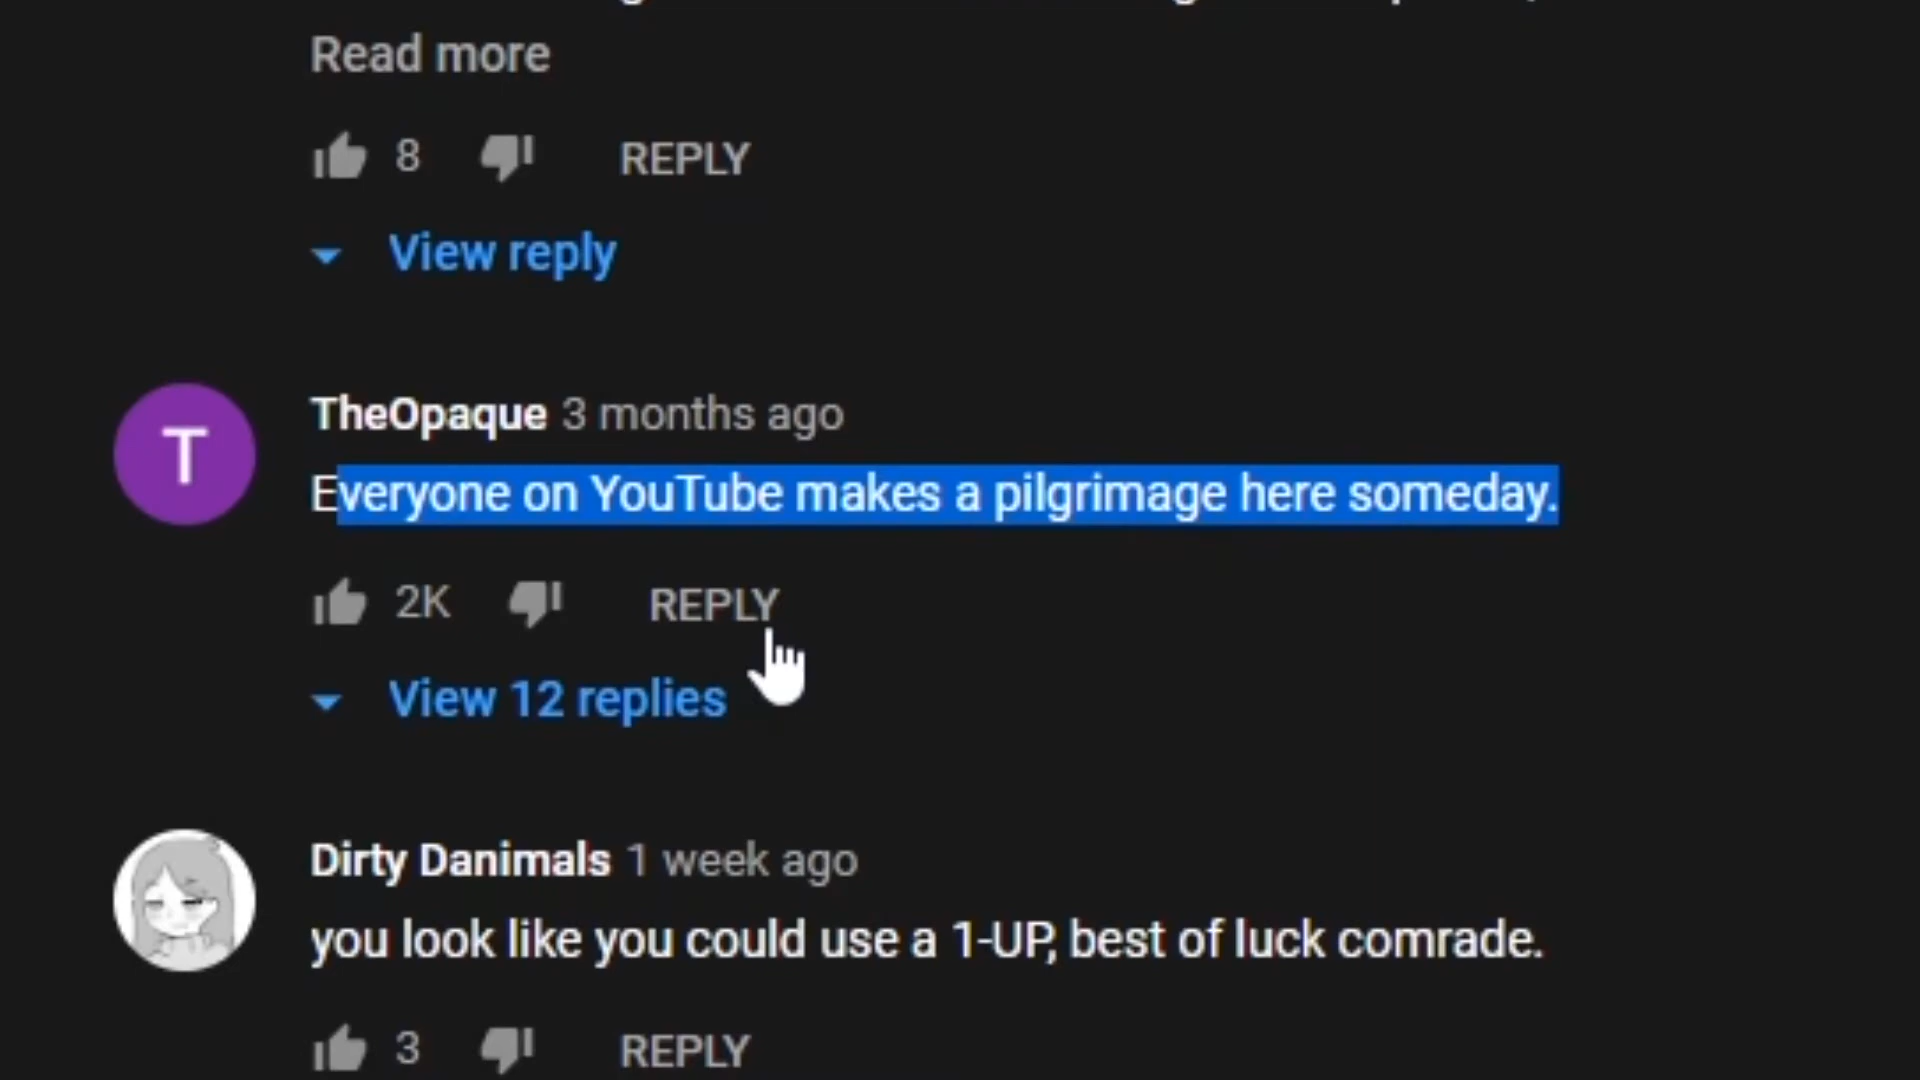 Read more
8 REPLY
View reply
T
TheOpaque 3 months ago
Everyone on YouTube makes a pilgrimage here someday.
2K REPLY
View 12 replies
Dirty Danimals 1 week ago
you look like you could use a 1-UP, best of luck comrade.
3 REPLY